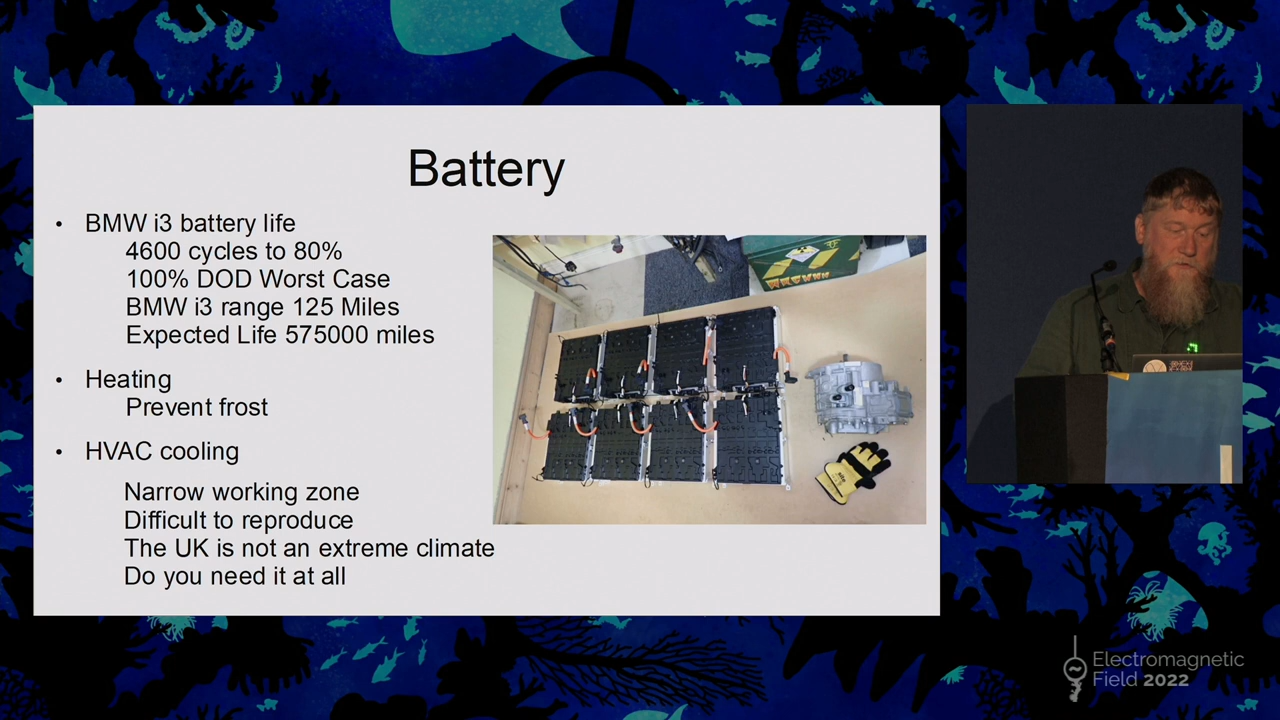 Battery
BMW i3 battery life
4600 cycles to 80%
100% DOD Worst Case
BMW i3 range 125 Miles
Expected Life 575000 miles
Heating
Prevent frost
HVAC cooling
Narrow working zone
Difficult to reproduce
The UK is not an extreme climate
Do you need it at all
Electromagnetic
Field 2022